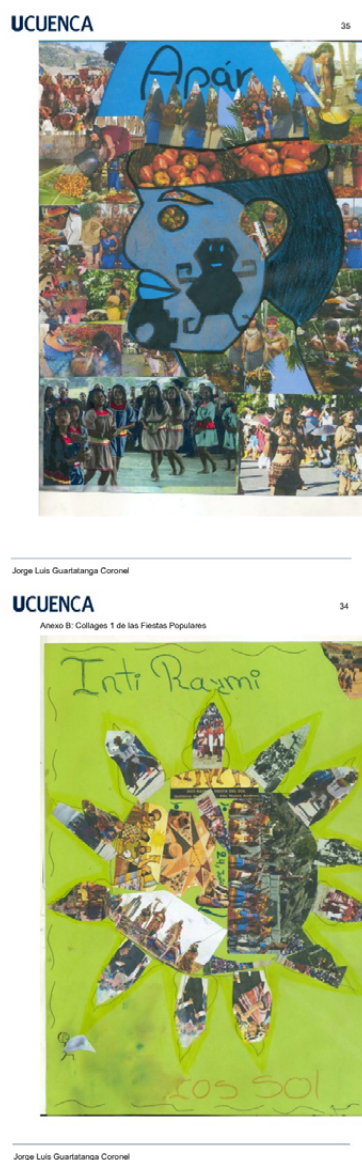 UCUENCA
35
Apár
Jorge Luis Guartatanga Coronel
UCUENCA
34
Anexo B: Collages 1 de las Fiestas Populares
Inti Raymi
cos SOl
Jorge Luis Guartatanga Coronel